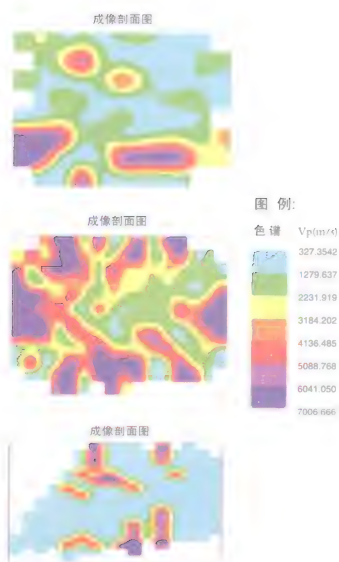 成像剖面图
成像剖面图
图 例:
色谱 Vp(m/s)
327.3542
1279.637
2231.919
3184.202
4136.485
5088.768
6041.050
7006.666
成像剖面图